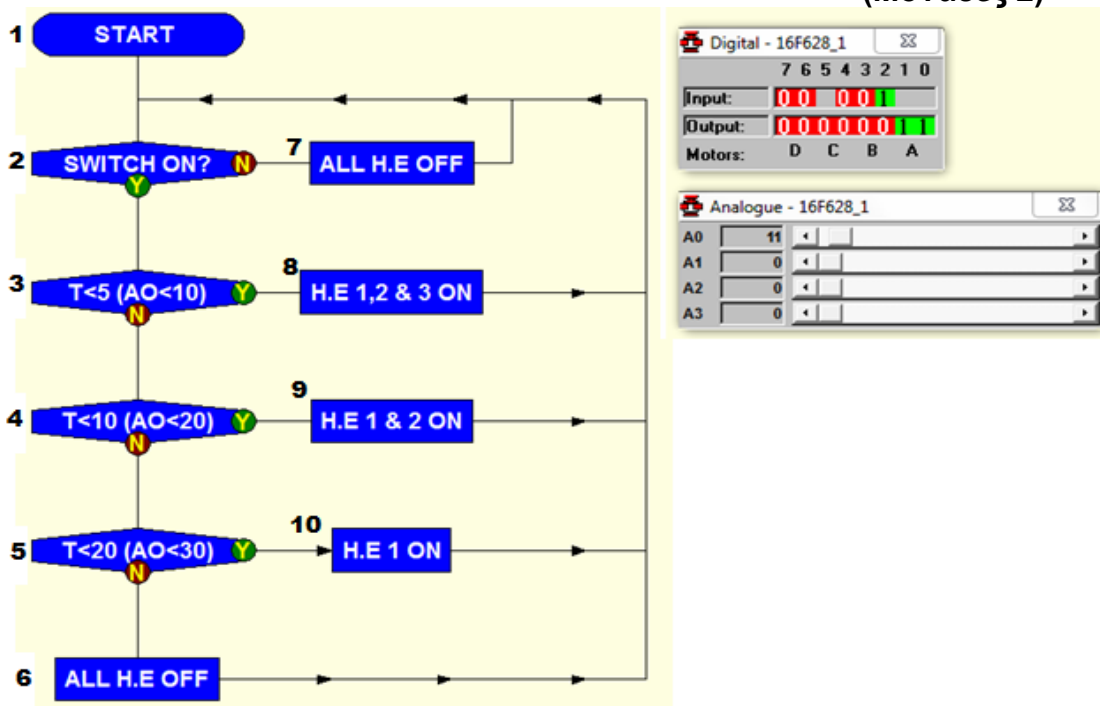 1 START
2 SWITCH ON? N
Y
7 ALL H.E OFF
3 T<5 (AO<10) Y
N
8 H.E 1,2 & 3 ON
4 T<10 (AO<20) Y
N
9 H.E 1 & 2 ON
5 T<20 (AO<30) Y
N
10 H.E 1 ON
6 ALL H.E OFF
Digital - 16F628_1
7 6 5 4 3 2 1 0
Input: 0 0 0 0 1
Output: 0 0 0 0 0 0 1 1
Motors: D C B A
Analogue - 16F628_1
A0 11
A1 0
A2 0
A3 0